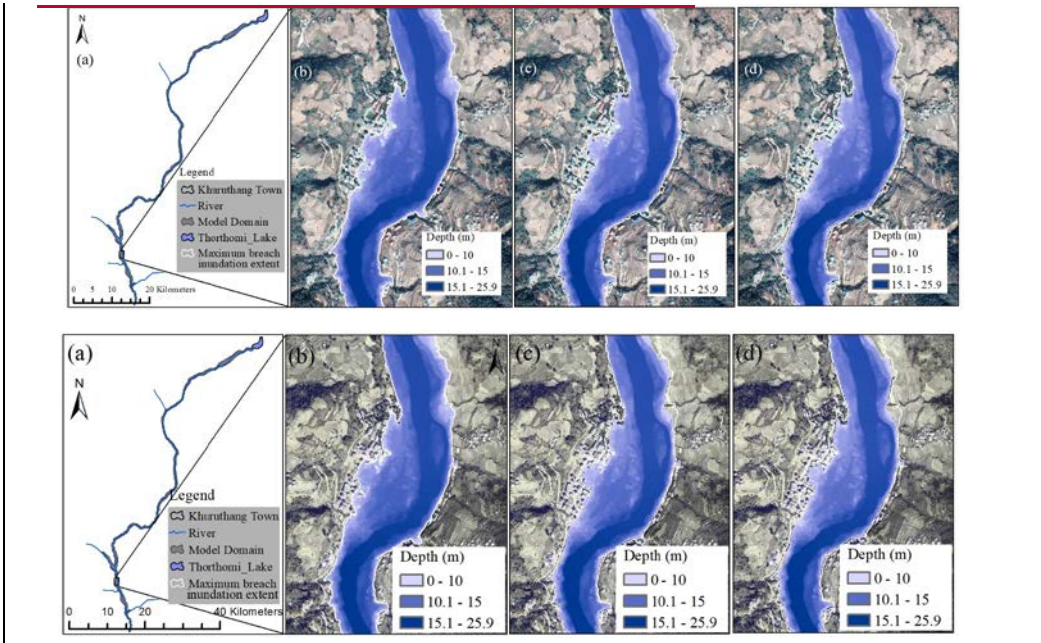 N
(a)
(b)
(c)
(d)
Legend
Khuruthang Town
River
Model Domain
Thorthomi_Lake
Maximum breach
inundation extent
0 5 10 20 Kilometers
Depth (m)
0 - 10
10.1 - 15
15.1 - 25.9
Depth (m)
0 - 10
10.1 - 15
15.1 - 25.9
Depth (m)
0 - 10
10.1 - 15
15.1 - 25.9
(a)
(b)
N
(c)
(d)
N
Legend
Khuruthang Town
River
Model Domain
Thorthomi_Lake
Maximum breach
inundation extent
0 10 20 40 Kilometers
Depth (m)
0 - 10
10.1 - 15
15.1 - 25.9
Depth (m)
0 - 10
10.1 - 15
15.1 - 25.9
Depth (m)
0 - 10
10.1 - 15
15.1 - 25.9